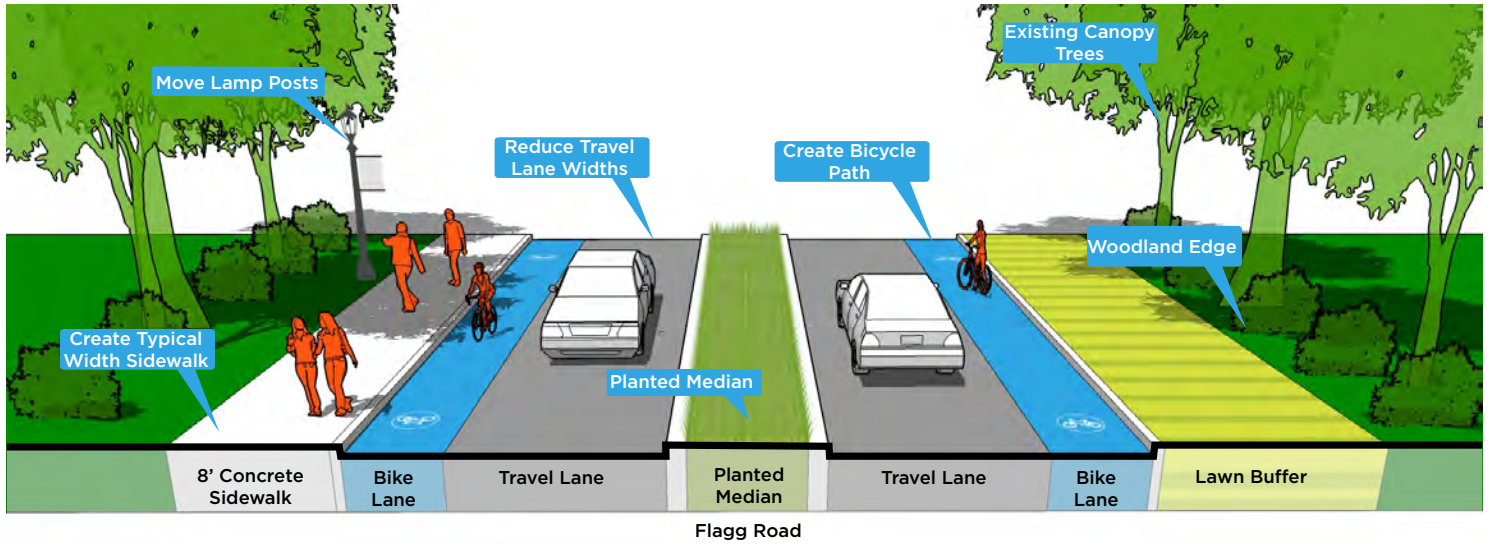 Existing Canopy
Trees
Move Lamp Posts
Reduce Travel
Lane Widths
Create Bicycle
Path
Woodland Edge
Create Typical
Width Sidewalk
Planted Median
8’ Concrete
Sidewalk
Bike
Lane
Travel Lane
Planted
Median
Travel Lane
Bike
Lane
Lawn Buffer
Flagg Road